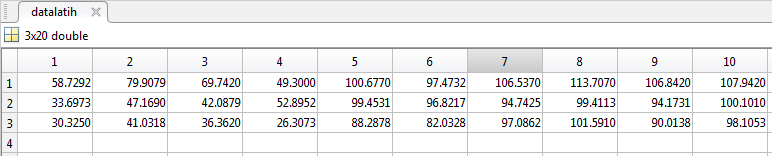 datalatih
3x20 double
1 2 3 4 5 6 7 8 9 10
1 58.7292 79.9079 69.7420 49.3000 100.6770 97.4732 106.5370 113.7070 106.8420 107.9420
2 33.6973 47.1690 42.0879 52.8952 99.4531 96.8217 94.7425 99.4113 94.1731 100.1010
3 30.3250 41.0318 36.3620 26.3073 88.2878 82.0328 97.0862 101.5910 90.0138 98.1053
4